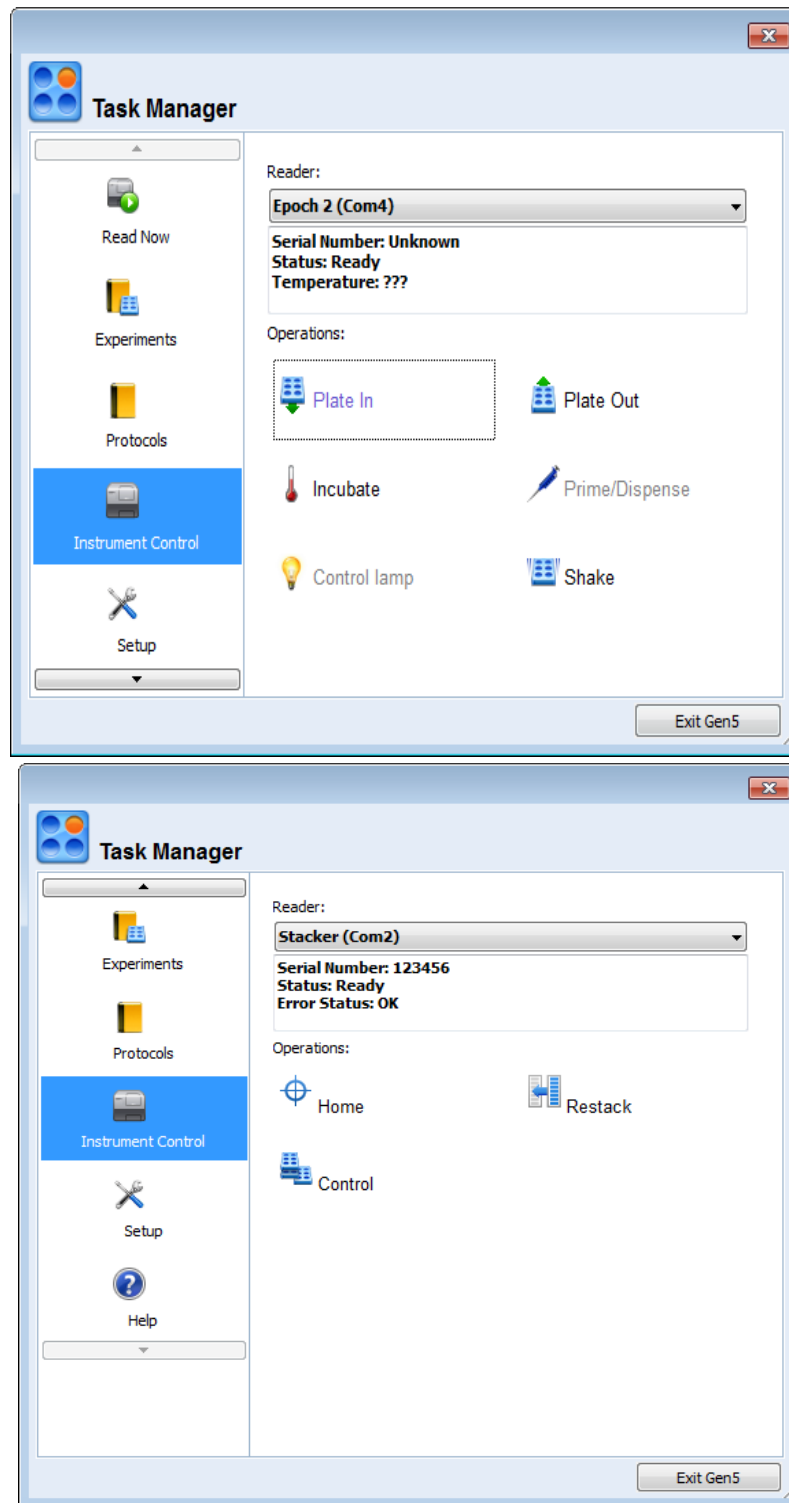 Task Manager
Read Now
Experiments
Protocols
Instrument Control
Setup
Reader:
Epoch 2 (Com4)
Serial Number: Unknown
Status: Ready
Temperature: ???
Operations:
Plate In
Plate Out
Incubate
Prime/Dispense
Control lamp
Shake
Exit Gen5
Task Manager
Experiments
Protocols
Instrument Control
Setup
Help
Reader:
Stacker (Com2)
Serial Number: 123456
Status: Ready
Error Status: OK
Operations:
Home
Restack
Control
Exit Gen5